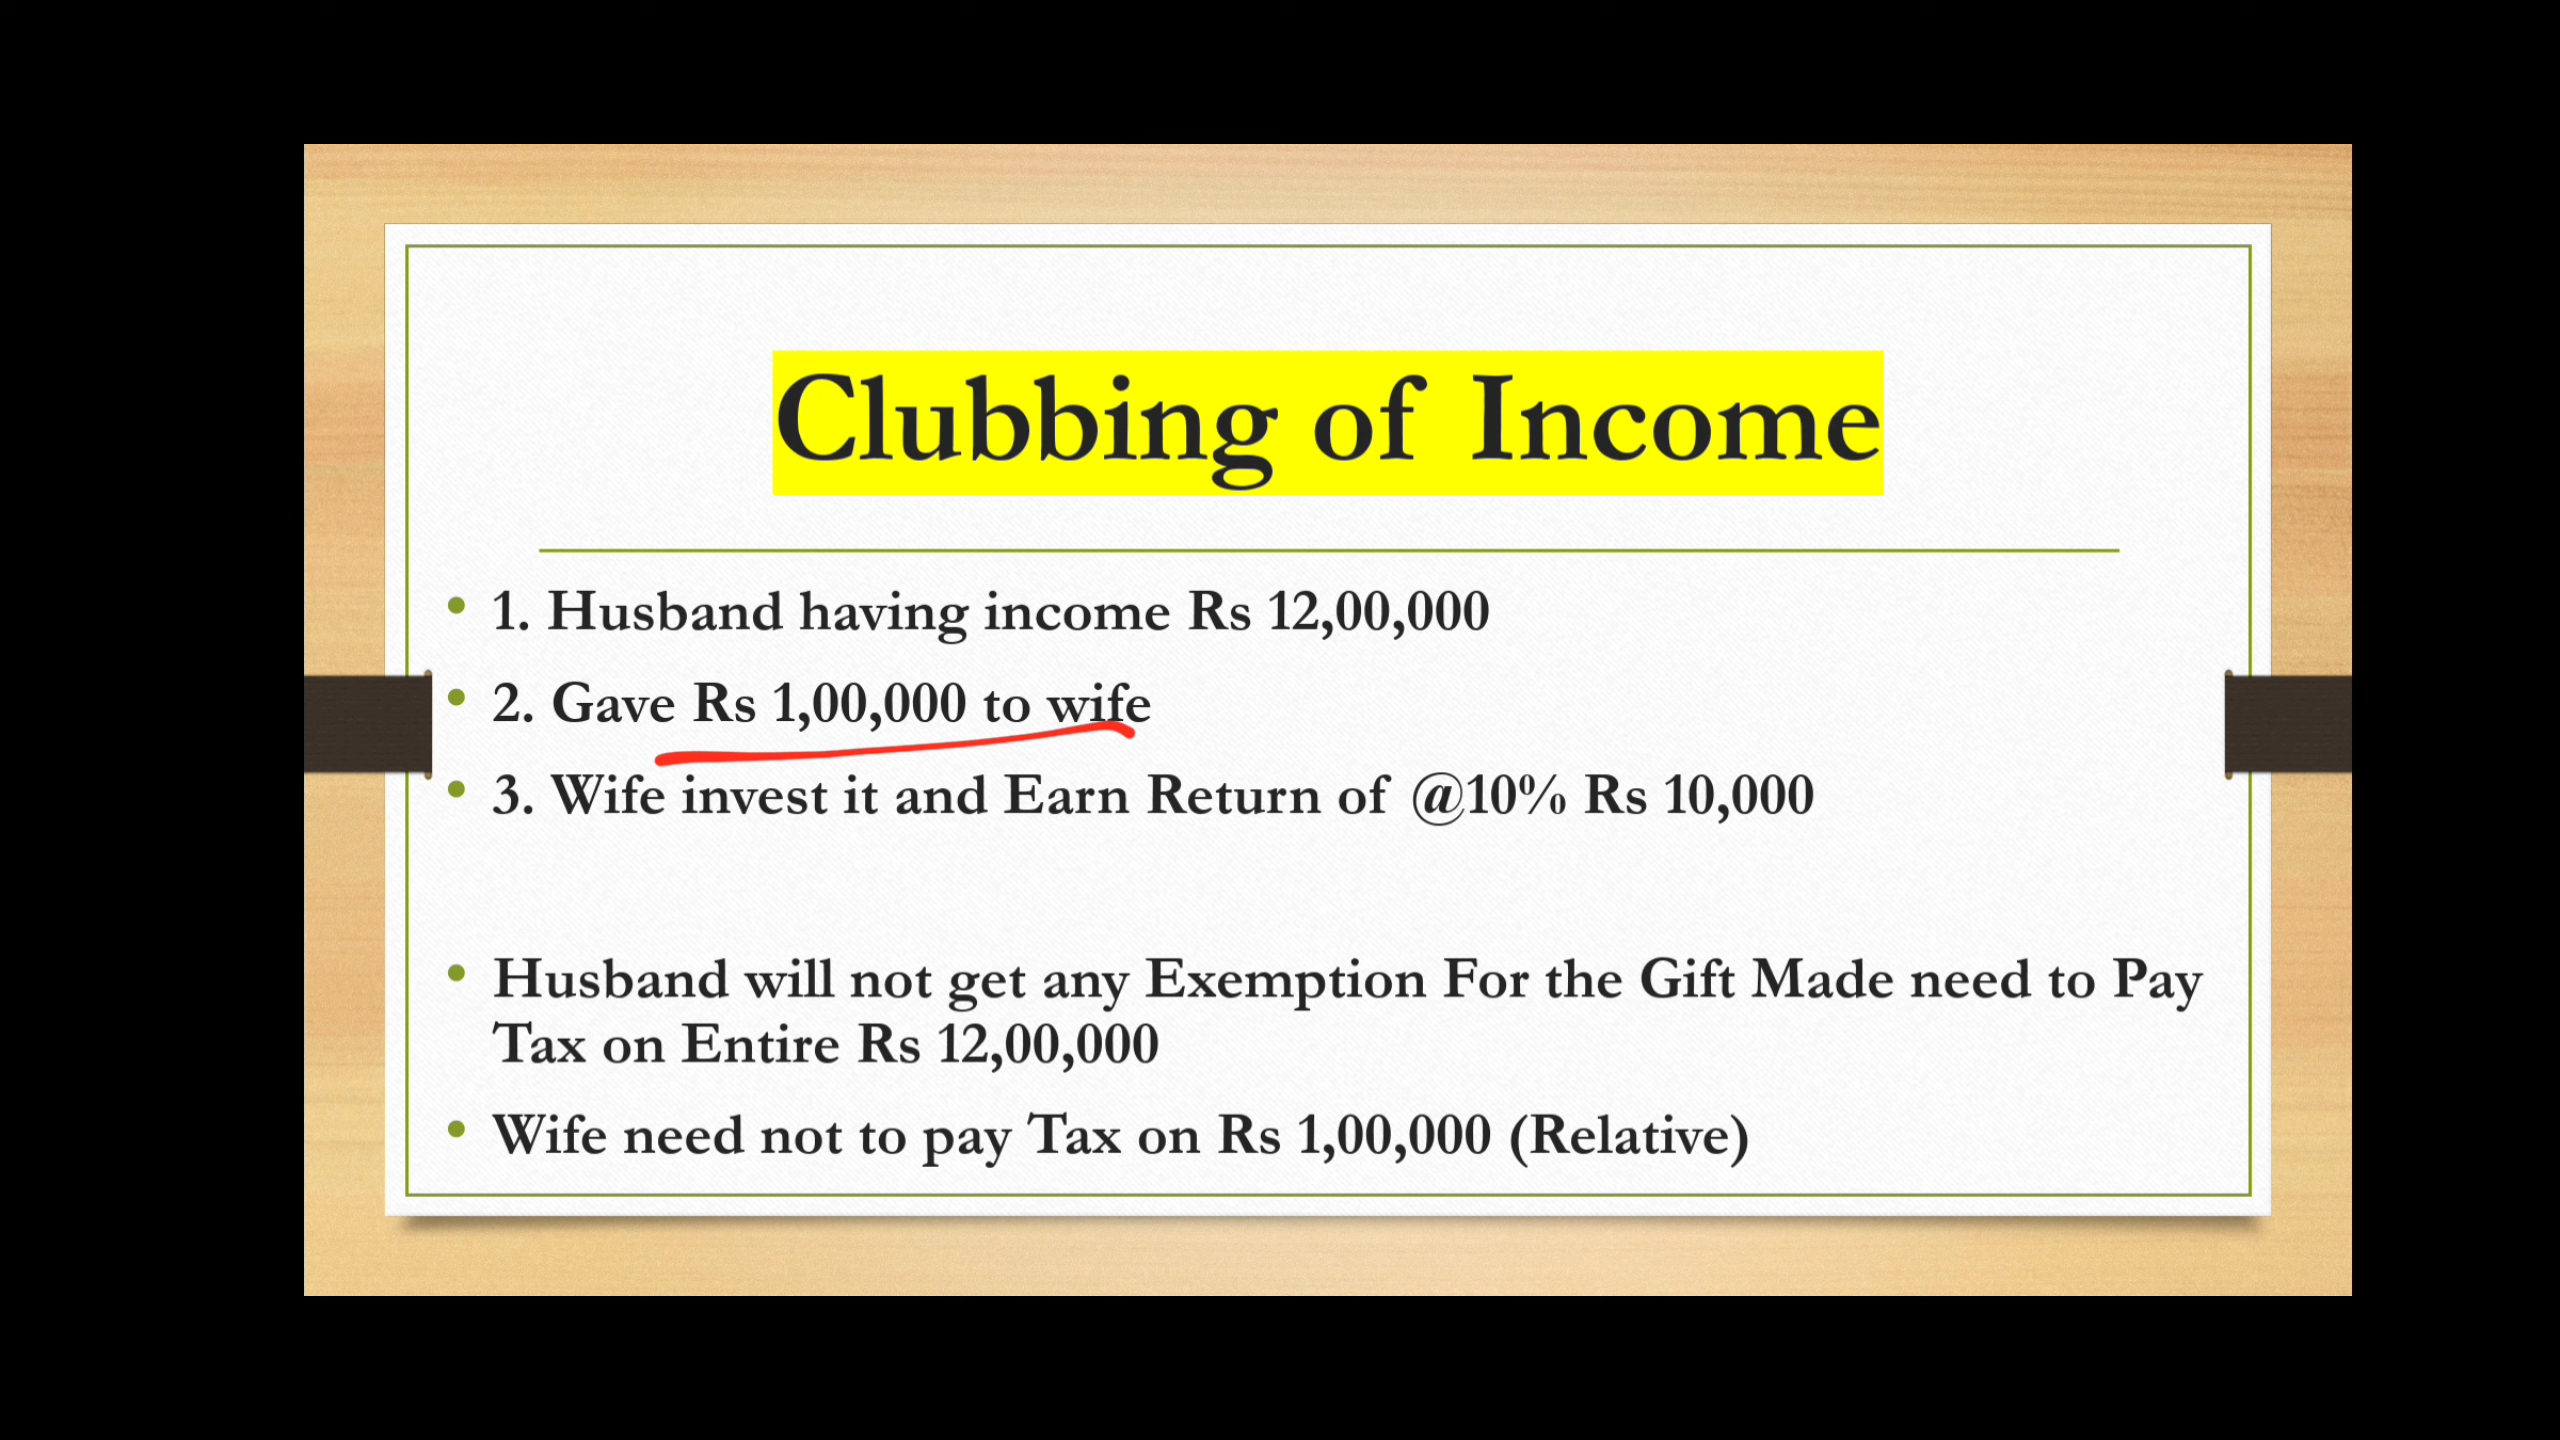 Clubbing of Income
• 1. Husband having income Rs 12,00,000
• 2. Gave Rs 1,00,000 to wife
• 3. Wife invest it and Earn Return of @10% Rs 10,000
• Husband will not get any Exemption For the Gift Made need to Pay
Tax on Entire Rs 12,00,000
• Wife need not to pay Tax on Rs 1,00,000 (Relative)